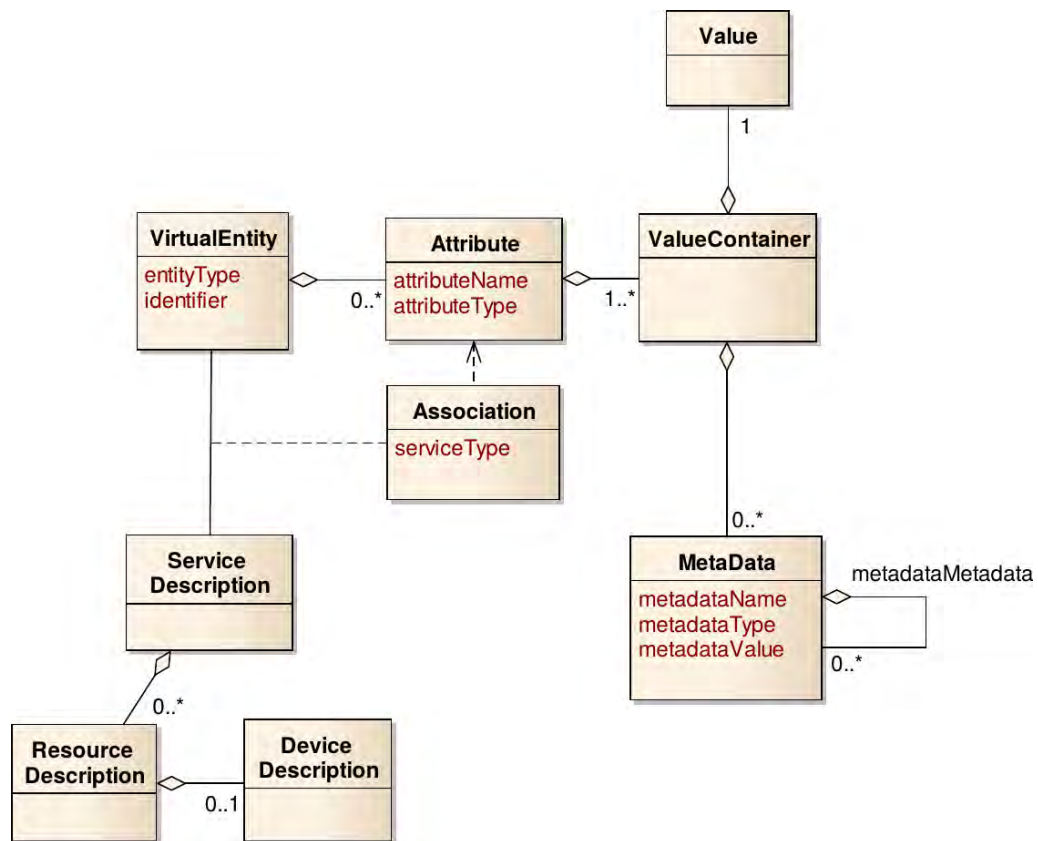 Value
1
VirtualEntity
entityType
identifier
0..*
Attribute
attributeName
attributeType
1..*
ValueContainer
Association
serviceType
0..*
Service
Description
MetaData
metadataName
metadataType
metadataValue
metadataMetadata
0..*
0..*
Resource
Description
0..1
Device
Description